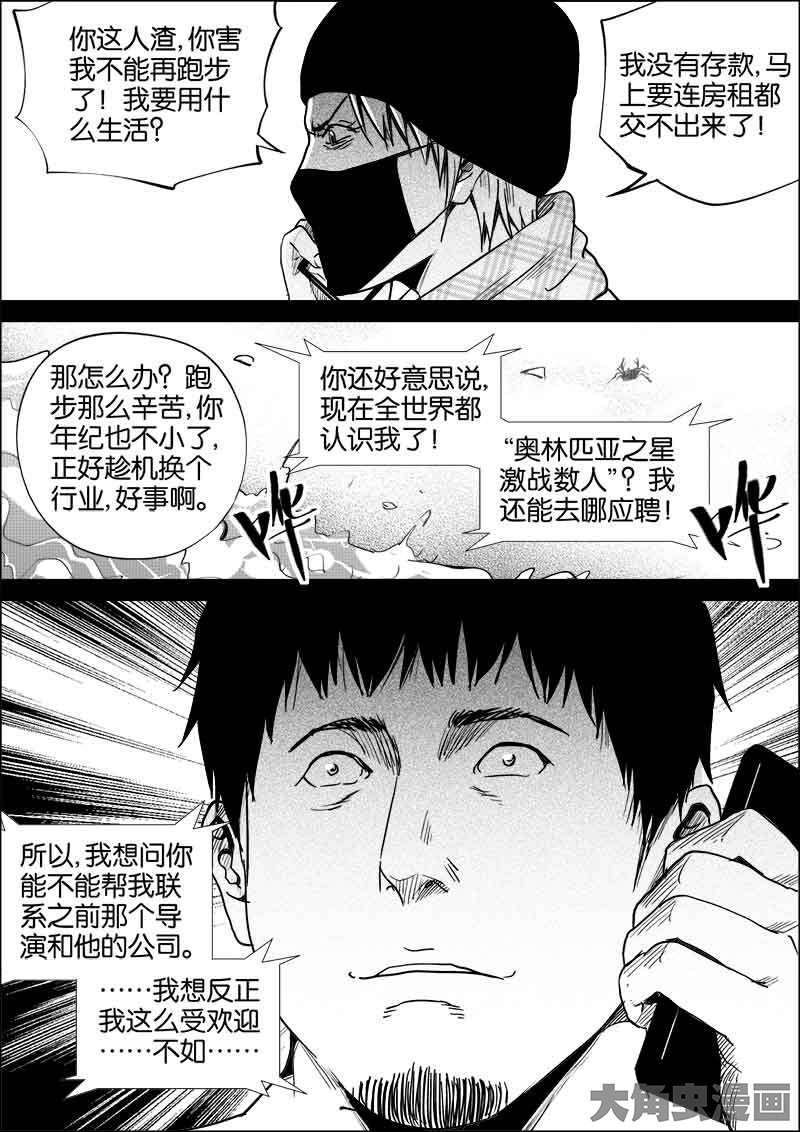 你这人渣，你害
我不能再跑步
了！我要用什
么生活？
我没有存款，马
上要连房租都
交不出来了！
那怎么办？跑
步那么辛苦，你
年纪也不小了，
正好趁机换个
行业，好事啊。
你还好意思说，
现在全世界都
认识我了！
“奥林匹亚之星
激战数人”？我
还能去哪应聘！
哗
哗
所以，我想问你
能不能帮我联
系之前那个导
演和他的公司。
……我想反正
我这么受欢迎
……不如……
大角虫漫画